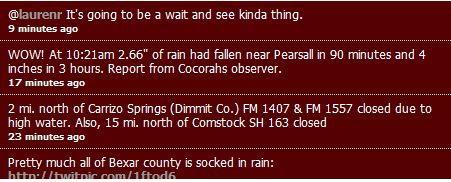 @laurenr It's going to be a wait and see kinda thing.
9 minutes ago
WOW! At 10:21am 2.66" of rain had fallen near Pearsall in 90 minutes and 4
inches in 3 hours. Report from Cocorahs observer.
17 minutes ago
2 mi. north of Carrizo Springs (Dimmit Co.) FM 1407 & FM 1557 closed due to
high water. Also, 15 mi. north of Comstock SH 163 closed
23 minutes ago
Pretty much all of Bexar county is socked in rain:
http://twitpic.com/1ftod6